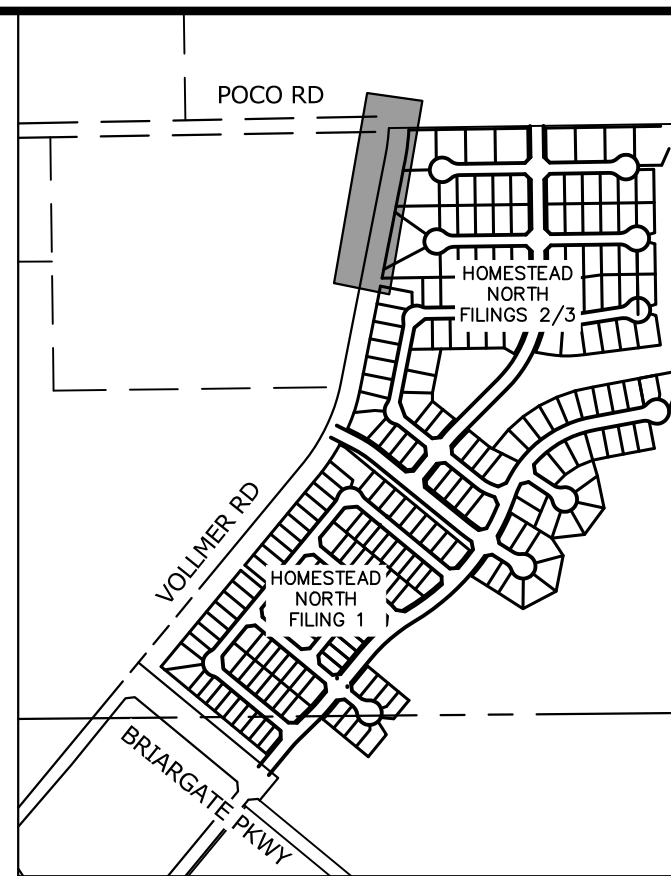 POCO RD
HOMESTEAD
NORTH
FILINGS 2/3
VOLLMER RD
HOMESTEAD
NORTH
FILING 1
BRIARGATE PKWY